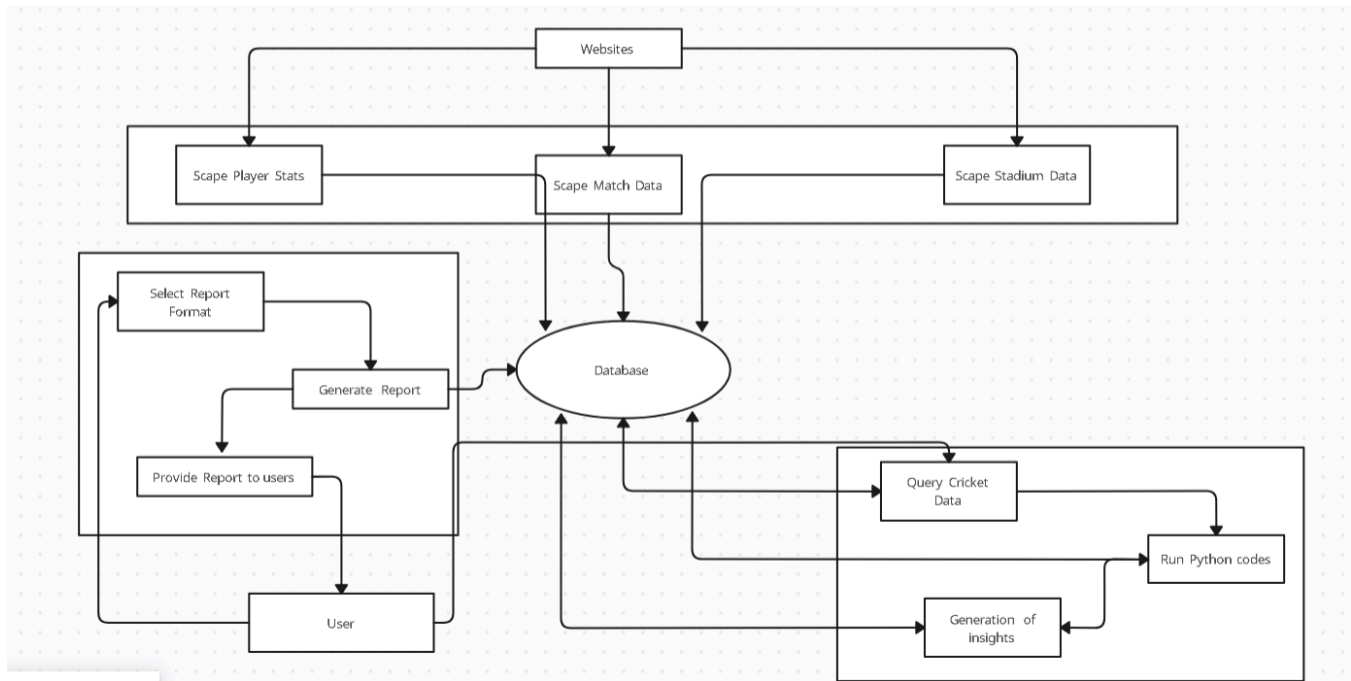 Websites
Scape Player Stats
Scape Match Data
Scape Stadium Data
Select Report
Format
Generate Report
Database
Provide Report to users
Query Cricket
Data
Run Python codes
Generation of
insights
User